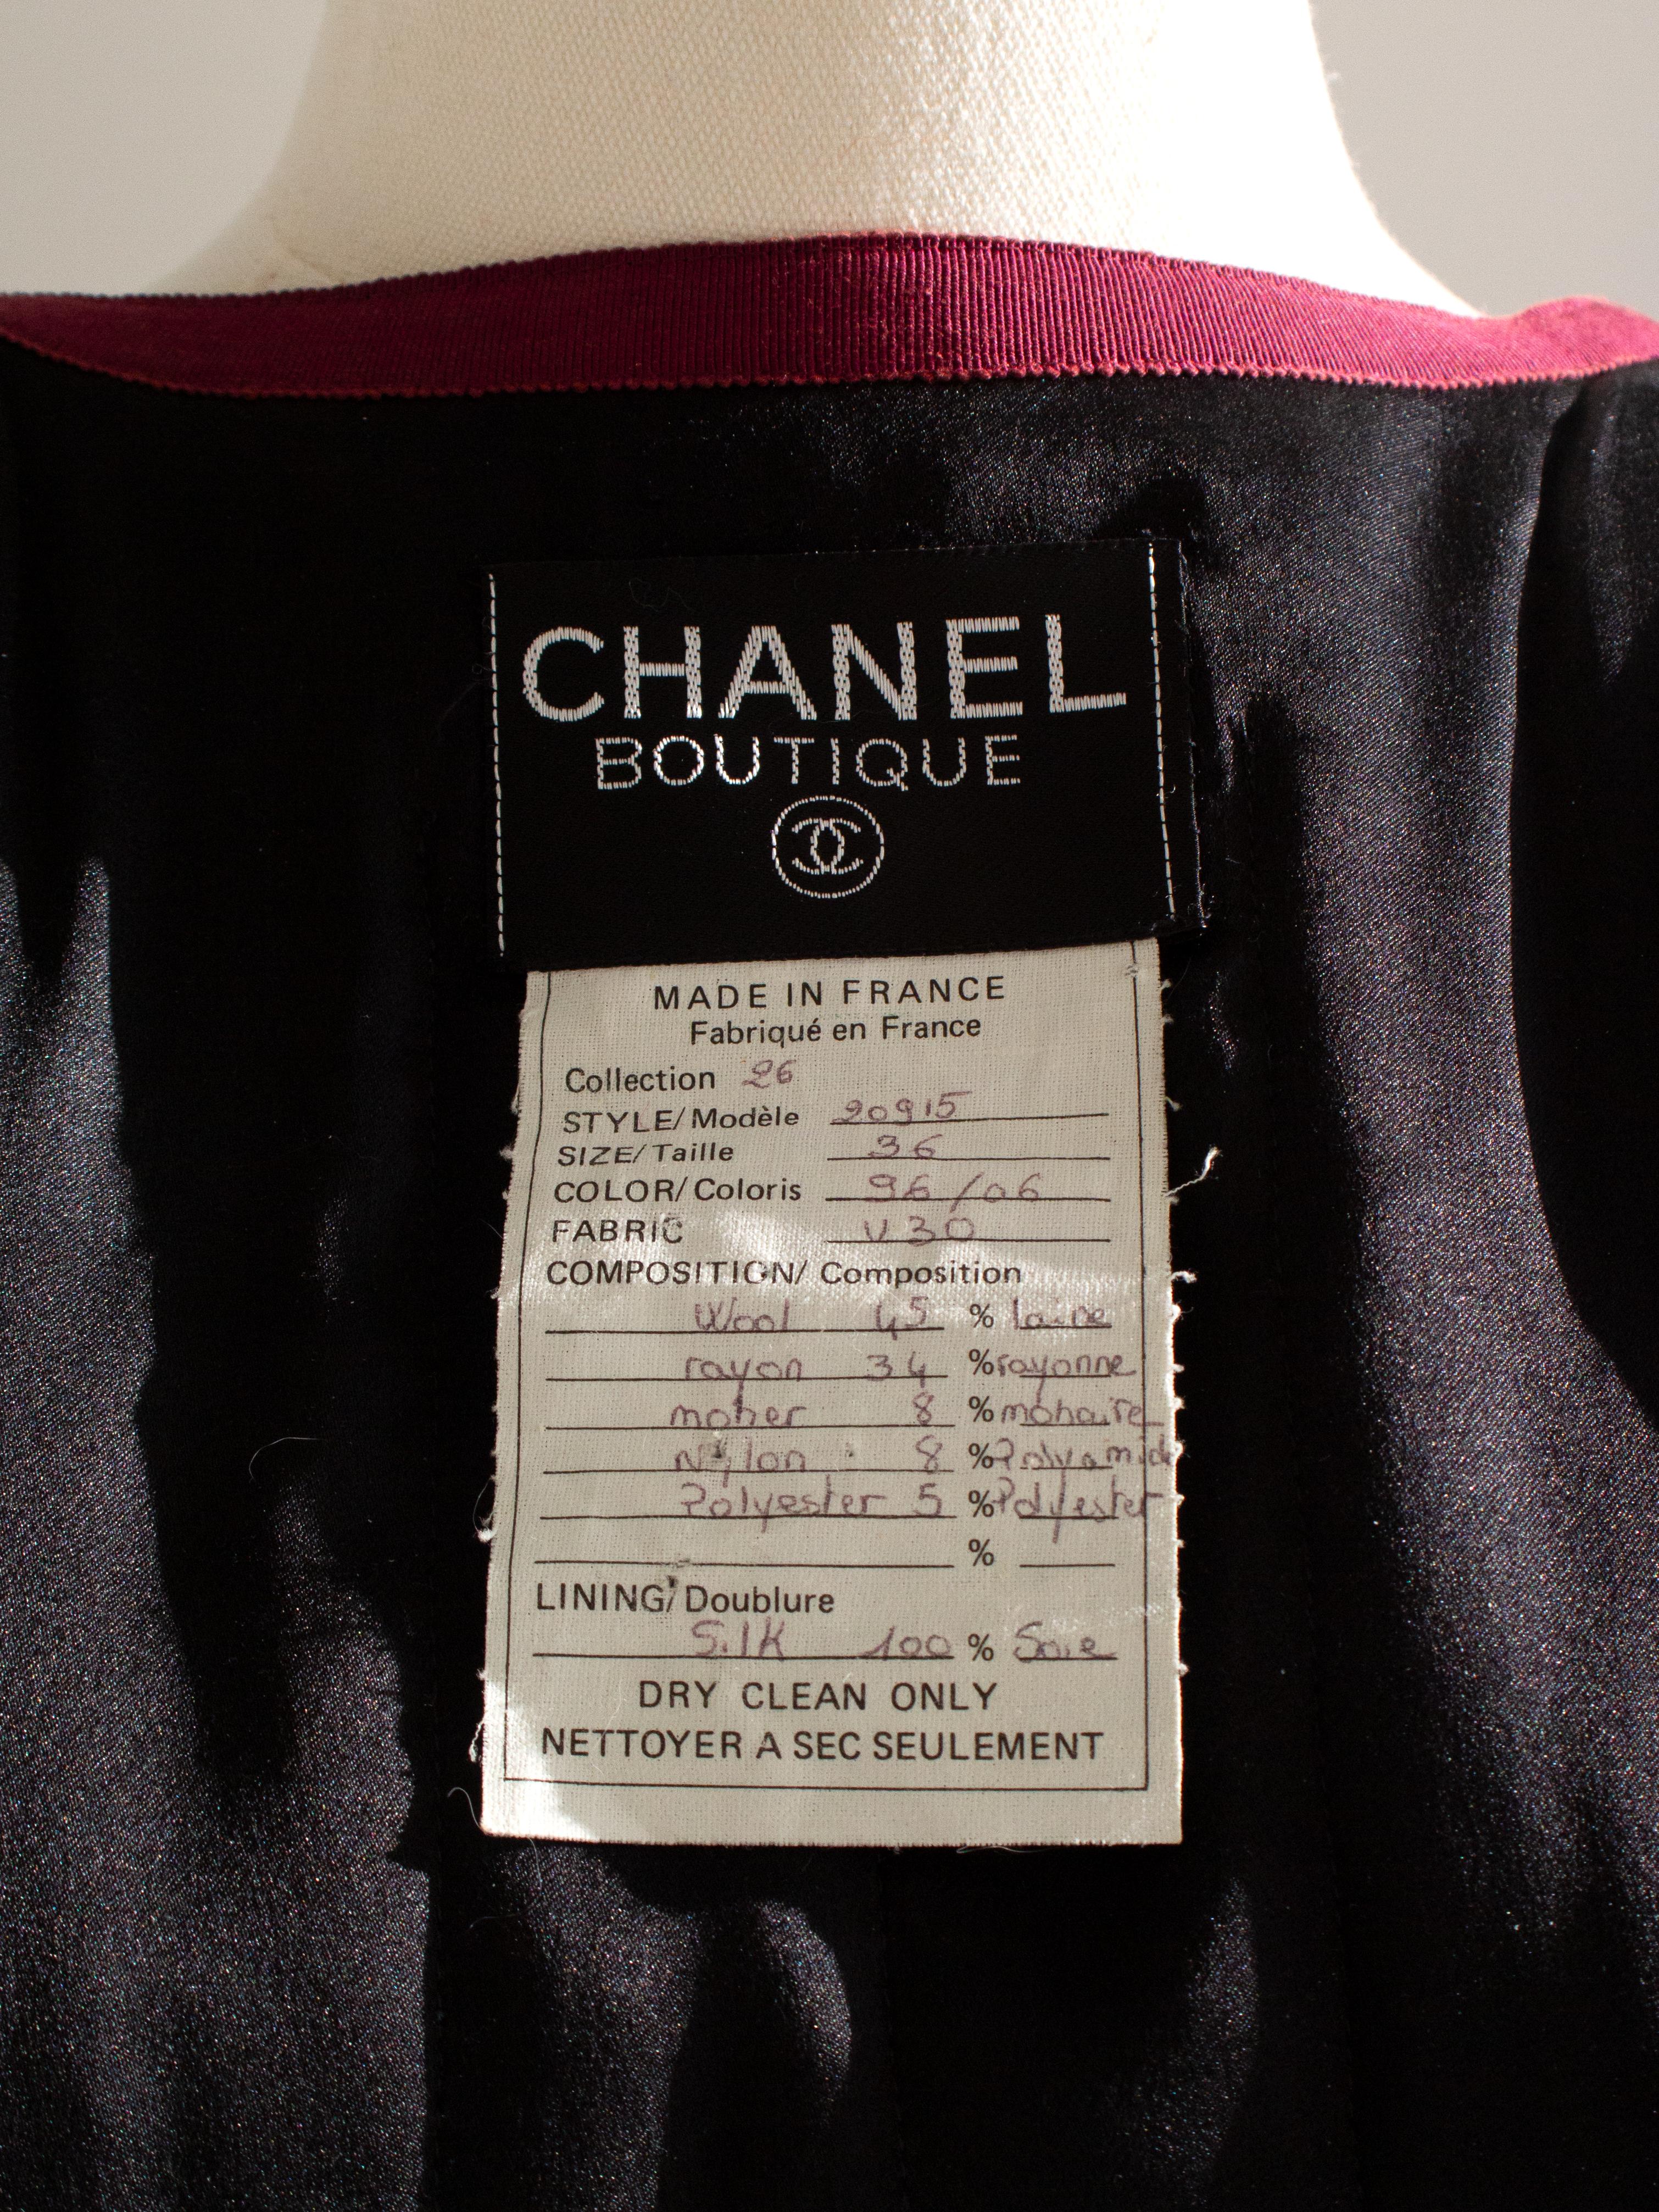 CHANEL
BOUTIQUE
MADE IN FRANCE
Fabriqué en France
Collection 26
STYLE/Modèle 20915
SIZE/Taille 36
COLOR/Coloris 96/06
FABRIC V30
COMPOSITION/Composition
Wool 45 % laine
rayon 34 % rayonne
moher 8 % mohaire
Nylon 8 % Polyamide
Polyester 5 % Polyester
%
LINING/Doublure
Silk 100 % Soie
DRY CLEAN ONLY
NETTOYER A SEC SEULEMENT